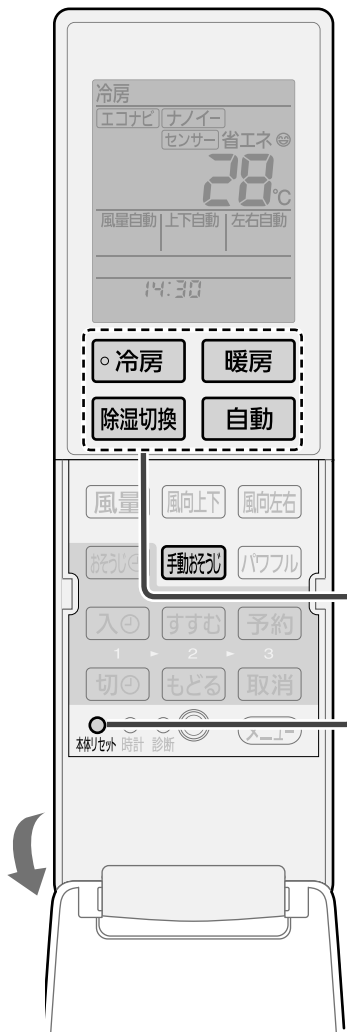 冷房
エコナビ ナノイー
センサー 省エネ
28℃
風量自動 上下自動 左右自動
14:30
冷房 暖房
除湿切換 自動
風量 風向上下 風向左右
おそうじ 手動おそうじ パワフル
入 すすむ 予約
1 2 3
切 もどる 取消
本体リセット 時計 診断 メニュー